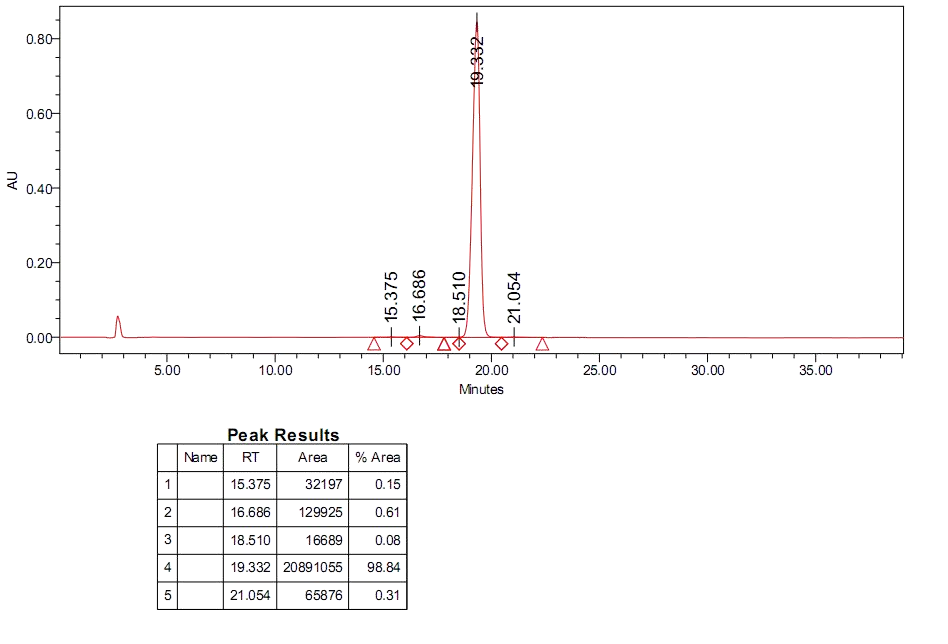 0.80
0.60
0.40
0.20
0.00
AU
15.375
16.686
18.510
19.332
21.054
5.00 10.00 15.00 20.00 25.00 30.00 35.00
Minutes
Peak Results
Name RT Area % Area
1 15.375 32197 0.15
2 16.686 129925 0.61
3 18.510 16689 0.08
4 19.332 20891055 98.84
5 21.054 65876 0.31